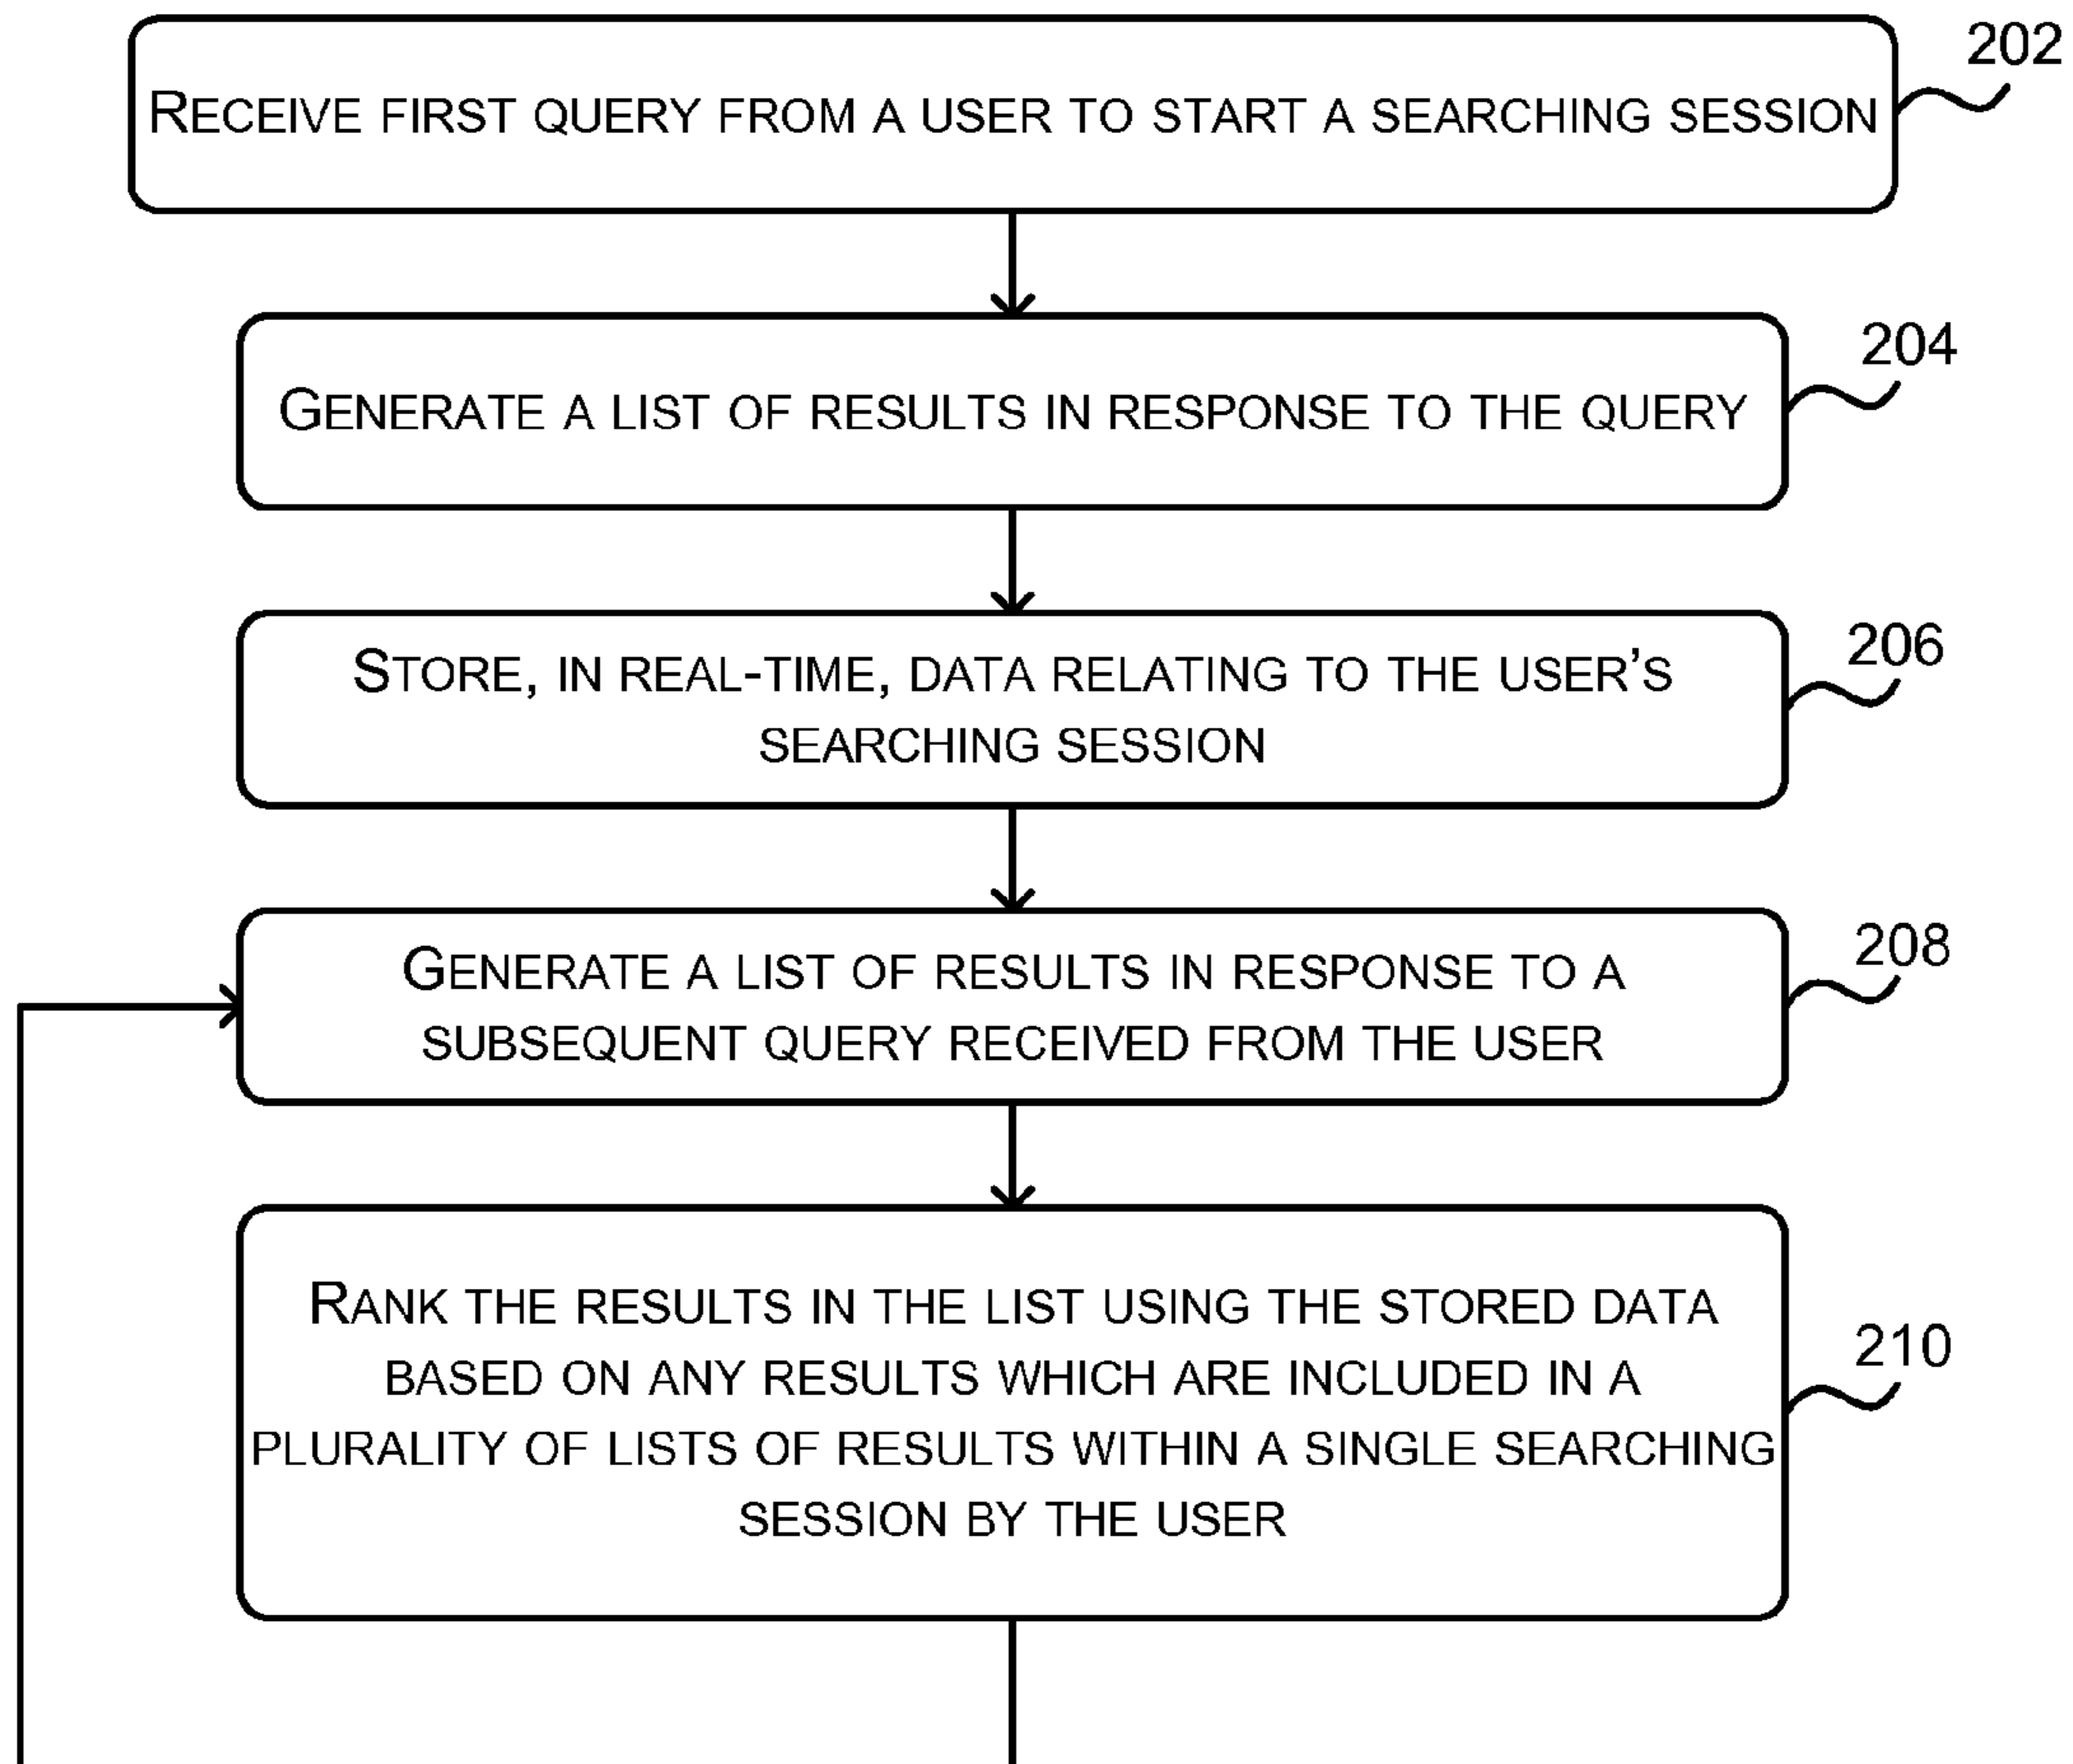 202
RECEIVE FIRST QUERY FROM A USER TO START A SEARCHING SESSION
204
GENERATE A LIST OF RESULTS IN RESPONSE TO THE QUERY
206
STORE, IN REAL-TIME, DATA RELATING TO THE USER'S
SEARCHING SESSION
208
GENERATE A LIST OF RESULTS IN RESPONSE TO A
SUBSEQUENT QUERY RECEIVED FROM THE USER
210
RANK THE RESULTS IN THE LIST USING THE STORED DATA
BASED ON ANY RESULTS WHICH ARE INCLUDED IN A
PLURALITY OF LISTS OF RESULTS WITHIN A SINGLE SEARCHING
SESSION BY THE USER